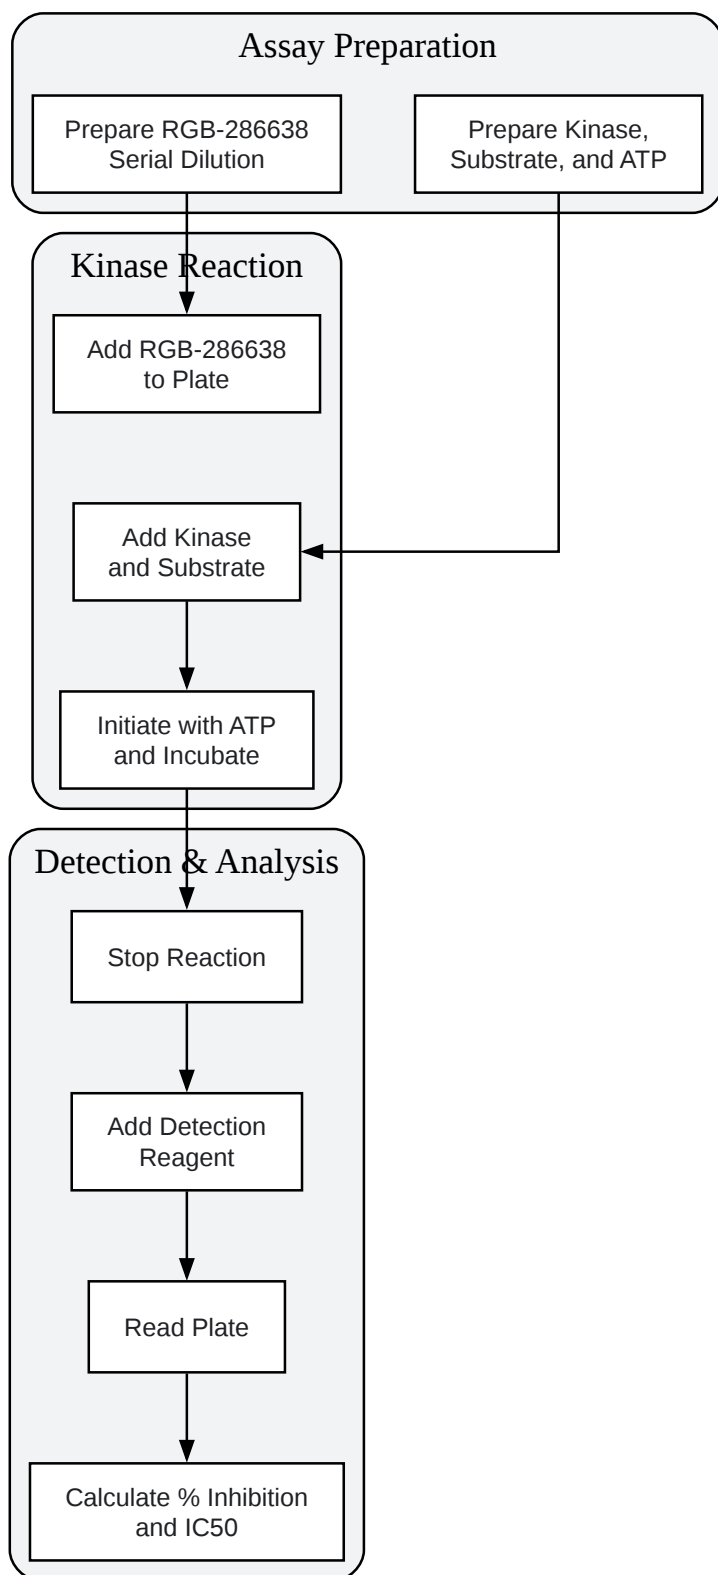 Assay Preparation
Prepare RGB-286638
Serial Dilution
Prepare Kinase,
Substrate, and ATP
Kinase Reaction
Add RGB-286638
to Plate
Add Kinase
and Substrate
Initiate with ATP
and Incubate
Detection & Analysis
Stop Reaction
Add Detection
Reagent
Read Plate
Calculate % Inhibition
and IC50